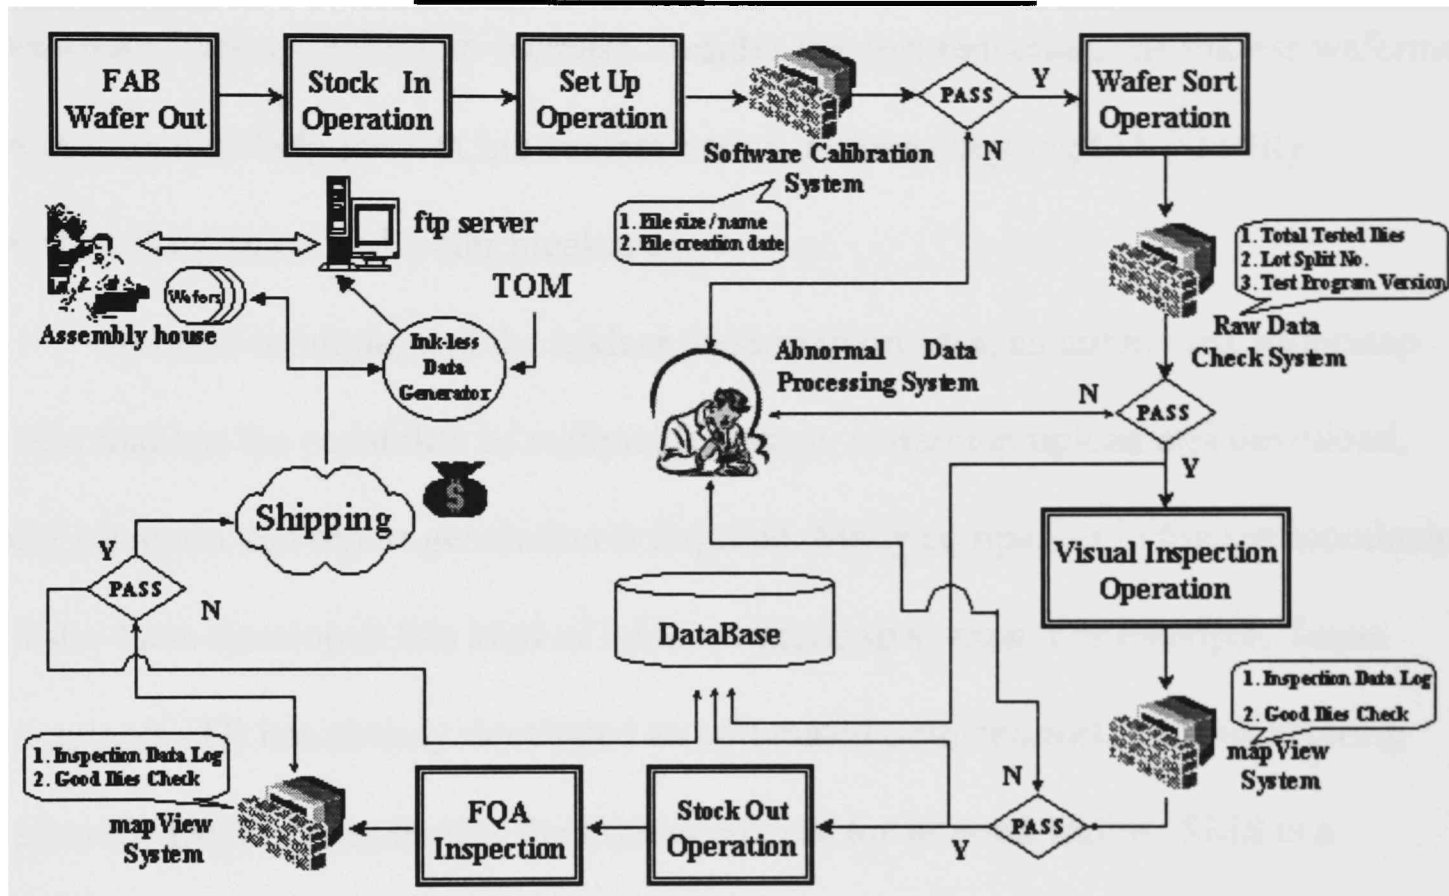 FAB
Wafer Out
Stock In
Operation
Set Up
Operation
Software Calibration
System
1. File size / name
2. File creation date
PASS
Y
N
Wafer Sort
Operation
1. Total Tested Dies
2. Lot Split No.
3. Test Program Version
Raw Data
Check System
ftp server
TOM
Wafers
Assembly house
Ink-less
Data
Generator
Abnormal Data
Processing System
N
PASS
Y
$
Shipping
Visual Inspection
Operation
Y
PASS
N
DataBase
1. Inspection Data Log
2. Good Dies Check
mapView
System
1. Inspection Data Log
2. Good Dies Check
mapView
System
FQA
Inspection
Stock Out
Operation
N
PASS
Y